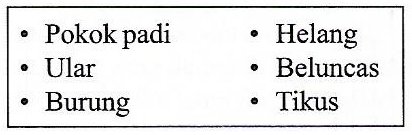 • Pokok padi • Helang
• Ular • Beluncas
• Burung • Tikus